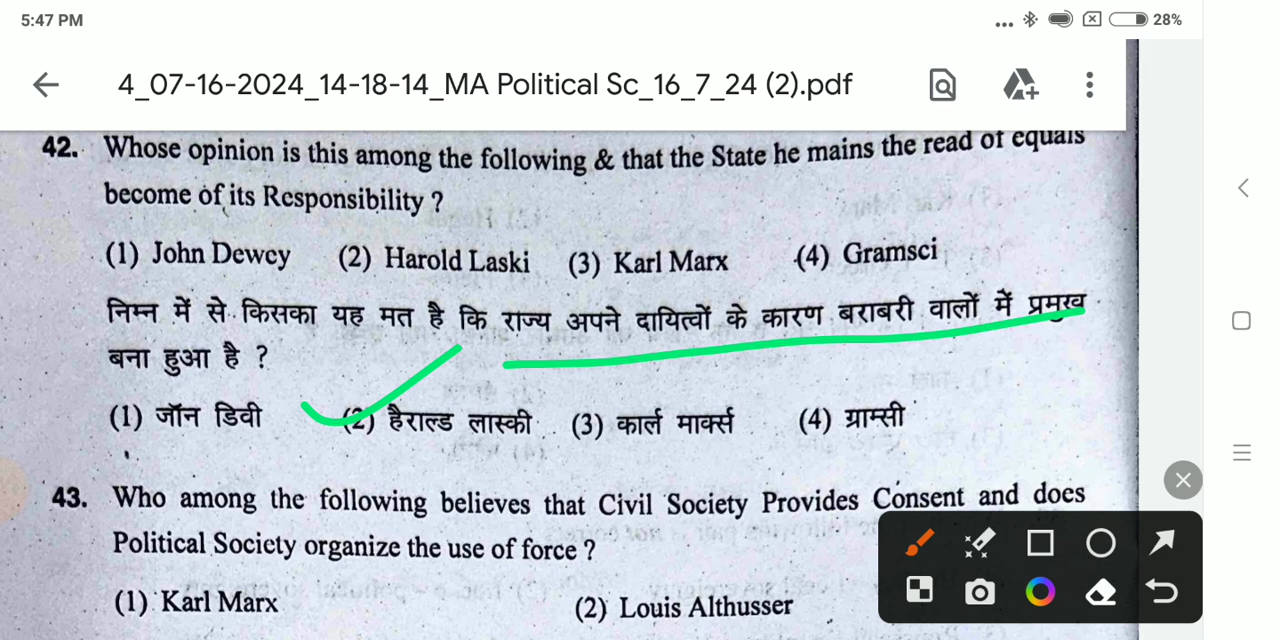 5:47 PM
28%
4_07-16-2024_14-18-14_MA Political Sc_16_7_24 (2).pdf
42. Whose opinion is this among the following & that the State he mains the read of equals
become of its Responsibility ?
(1) John Dewey (2) Harold Laski (3) Karl Marx (4) Gramsci
निम्न में से किसका यह मत है कि राज्य अपने दायित्वों के कारण बराबरी वालों में प्रमुख
बना हुआ है ?
(1) जॉन डिवी (2) हैराल्ड लास्की (3) कार्ल मार्क्स (4) ग्राम्सी
43. Who among the following believes that Civil Society Provides Consent and does
Political Society organize the use of force ?
(1) Karl Marx (2) Louis Althusser